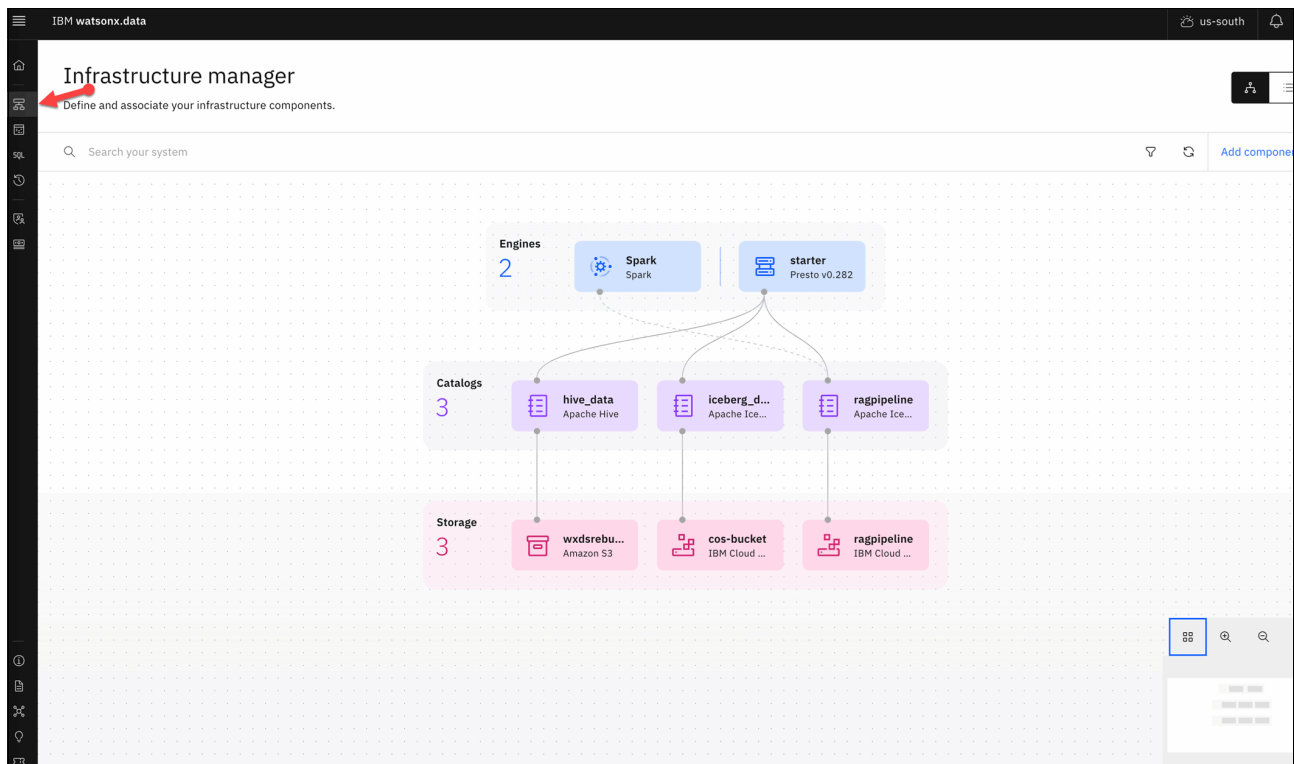 IBM watsonx.data
us-south
Infrastructure manager
Define and associate your infrastructure components.
Search your system
Add compone
SQL
Engines
2
Spark
Spark
starter
Presto v0.282
Catalogs
3
hive_data
Apache Hive
iceberg_d...
Apache Ice...
ragpipeline
Apache Ice...
Storage
3
wxdsrebu...
Amazon S3
cos-bucket
IBM Cloud ...
ragpipeline
IBM Cloud ...